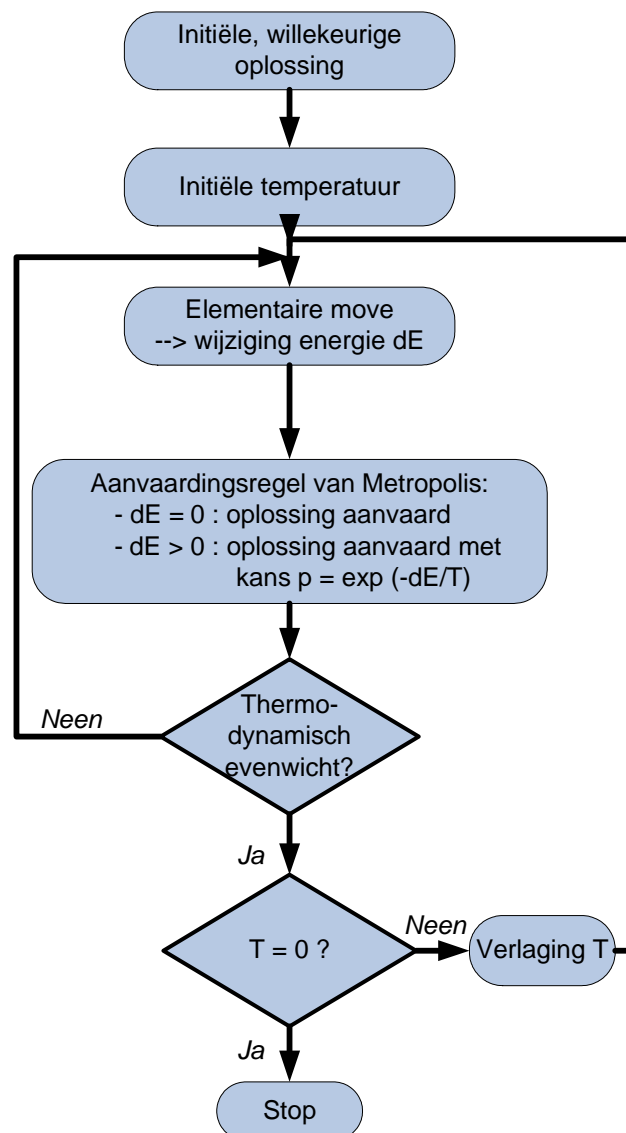 Initiële, willekeurige
oplossing
Initiële temperatuur
Elementaire move
--> wijziging energie dE
Aanvaardingsregel van Metropolis:
- dE = 0 : oplossing aanvaard
- dE > 0 : oplossing aanvaard met
kans p = exp (-dE/T)
Neen
Thermo-
dynamisch
evenwicht?
Ja
T = 0 ?
Neen
Verlaging T
Ja
Stop